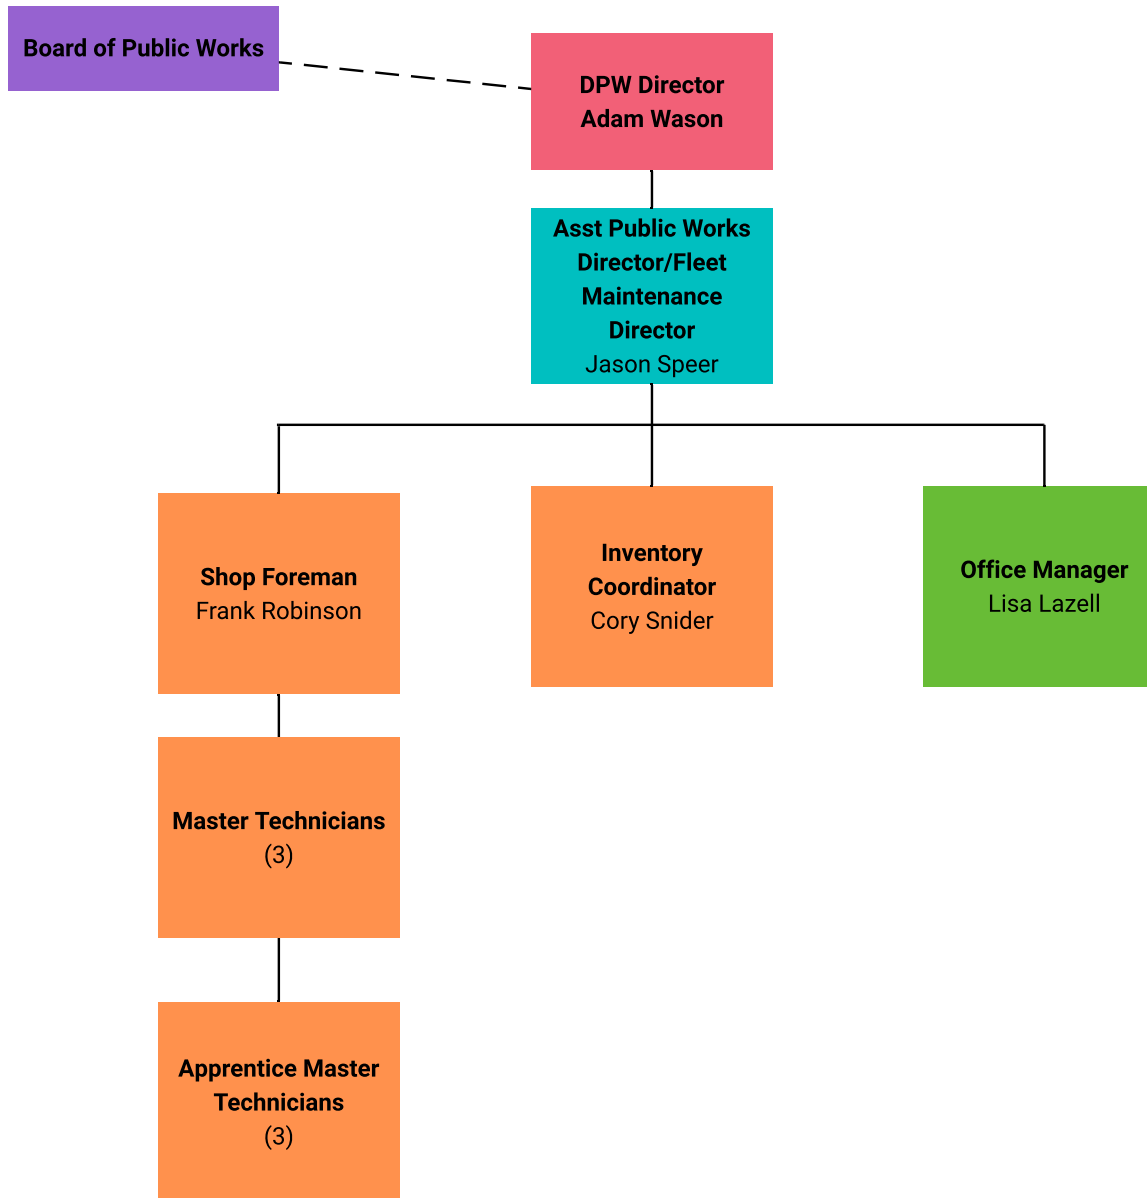 Board of Public Works
DPW Director
Adam Wason
Asst Public Works
Director/Fleet
Maintenance
Director
Jason Speer
Shop Foreman
Frank Robinson
Inventory
Coordinator
Cory Snider
Office Manager
Lisa Lazell
Master Technicians
(3)
Apprentice Master
Technicians
(3)